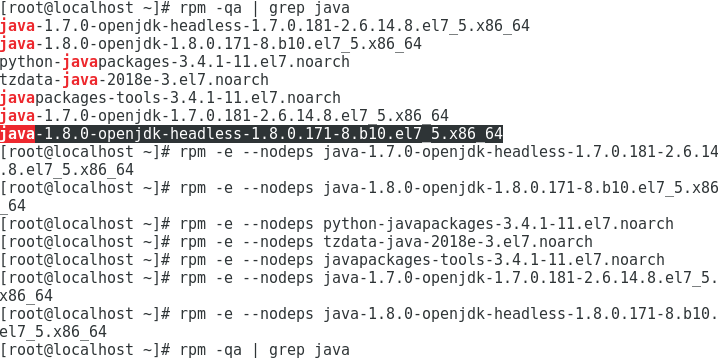 [root@localhost ~]# rpm -qa | grep java
java-1.7.0-openjdk-headless-1.7.0.181-2.6.14.8.el7_5.x86_64
java-1.8.0-openjdk-1.8.0.171-8.b10.el7_5.x86_64
python-javapackages-3.4.1-11.el7.noarch
tzdata-java-2018e-3.el7.noarch
javapackages-tools-3.4.1-11.el7.noarch
java-1.7.0-openjdk-1.7.0.181-2.6.14.8.el7_5.x86_64
java-1.8.0-openjdk-headless-1.8.0.171-8.b10.el7_5.x86_64
[root@localhost ~]# rpm -e --nodeps java-1.7.0-openjdk-headless-1.7.0.181-2.6.14
.8.el7_5.x86_64
[root@localhost ~]# rpm -e --nodeps java-1.8.0-openjdk-1.8.0.171-8.b10.el7_5.x86
_64
[root@localhost ~]# rpm -e --nodeps python-javapackages-3.4.1-11.el7.noarch
[root@localhost ~]# rpm -e --nodeps tzdata-java-2018e-3.el7.noarch
[root@localhost ~]# rpm -e --nodeps javapackages-tools-3.4.1-11.el7.noarch
[root@localhost ~]# rpm -e --nodeps java-1.7.0-openjdk-1.7.0.181-2.6.14.8.el7_5.
x86_64
[root@localhost ~]# rpm -e --nodeps java-1.8.0-openjdk-headless-1.8.0.171-8.b10.
el7_5.x86_64
[root@localhost ~]# rpm -qa | grep java